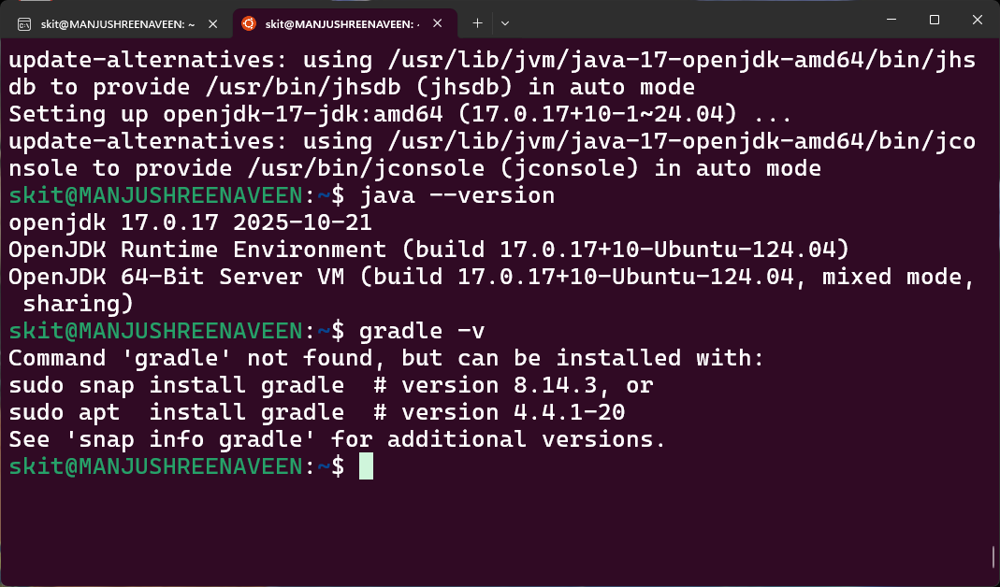 skit@MANJUSHREENAVEEN: ~
skit@MANJUSHREENAVEEN: ·
update-alternatives: using /usr/lib/jvm/java-17-openjdk-amd64/bin/jhs
db to provide /usr/bin/jhsdb (jhsdb) in auto mode
Setting up openjdk-17-jdk:amd64 (17.0.17+10-1~24.04) ...
update-alternatives: using /usr/lib/jvm/java-17-openjdk-amd64/bin/jco
nsole to provide /usr/bin/jconsole (jconsole) in auto mode
skit@MANJUSHREENAVEEN:~$ java --version
openjdk 17.0.17 2025-10-21
OpenJDK Runtime Environment (build 17.0.17+10-Ubuntu-124.04)
OpenJDK 64-Bit Server VM (build 17.0.17+10-Ubuntu-124.04, mixed mode,
 sharing)
skit@MANJUSHREENAVEEN:~$ gradle -v
Command 'gradle' not found, but can be installed with:
sudo snap install gradle  # version 8.14.3, or
sudo apt  install gradle  # version 4.4.1-20
See 'snap info gradle' for additional versions.
skit@MANJUSHREENAVEEN:~$